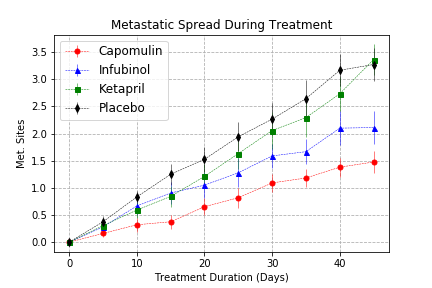 Metastatic Spread During Treatment
Capomulin
Infubinol
Ketapril
Placebo
3.5
3.0
2.5
2.0
1.5
1.0
0.5
0.0
Met. Sites
0 10 20 30 40
Treatment Duration (Days)